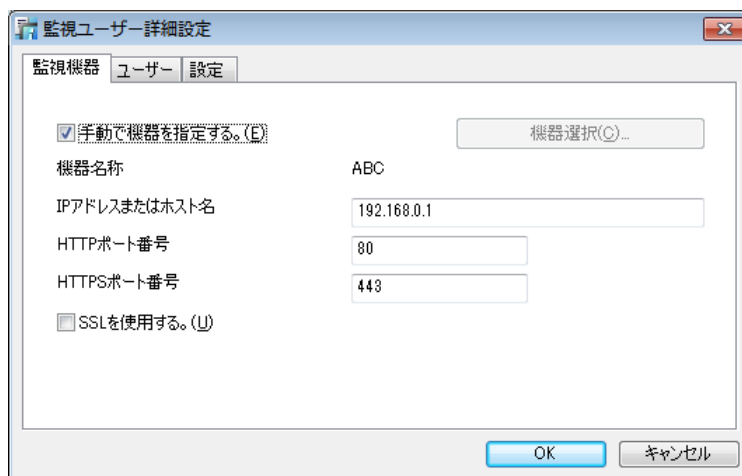 監視ユーザー詳細設定
監視機器 ユーザー 設定
手動で機器を指定する。(E) 機器選択(C)...
機器名称 ABC
IPアドレスまたはホスト名 192.168.0.1
HTTPポート番号 80
HTTPSポート番号 443
SSLを使用する。(U)
OK キャンセル